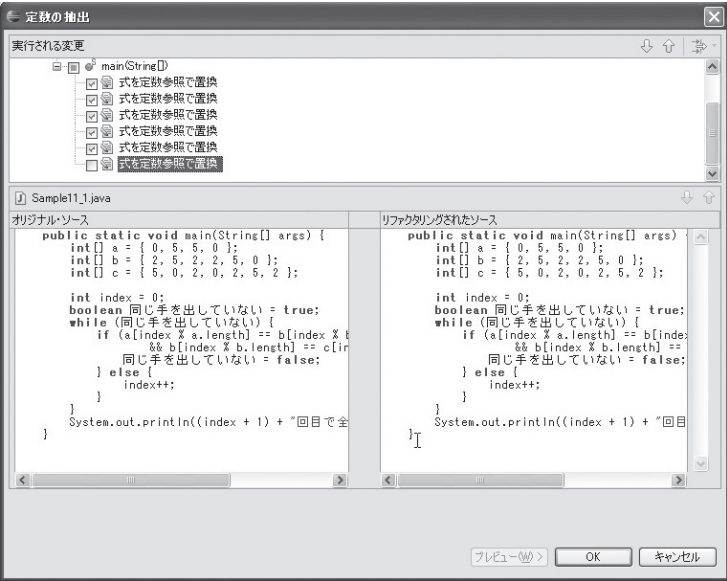 定数の抽出
実行される変更
main(String[])
式を定数参照で置換
式を定数参照で置換
式を定数参照で置換
式を定数参照で置換
式を定数参照で置換
Sample11_1.java
オリジナル・ソース
public static void main(String[] args) {
int[] a = { 0, 5, 5, 0 };
int[] b = { 2, 5, 2, 2, 5, 0 };
int[] c = { 5, 0, 2, 0, 2, 5, 2 };
int index = 0;
boolean 同じ手を出していない = true;
while (同じ手を出していない) {
if (a[index % a.length] == b[index %
&& b[index % b.length] == c[in
同じ手を出していない = false;
} else {
index++;
}
}
System.out.println((index + 1) + "回目で全
}
リファクタリングされたソース
public static void main(String[] args)
int[] a = { 0, 5, 5, 0 };
int[] b = { 2, 5, 2, 2, 5, 0 };
int[] c = { 5, 0, 2, 0, 2, 5, 2 };
int index = 0;
boolean 同じ手を出していない = true;
while (同じ手を出していない) {
if (a[index % a.length] == b[inde
&& b[index % b.length] ==
同じ手を出していない = false;
} else {
index++;
}
}
System.out.println((index + 1) + "回目
}
プレビュー(W) >
OK
キャンセル